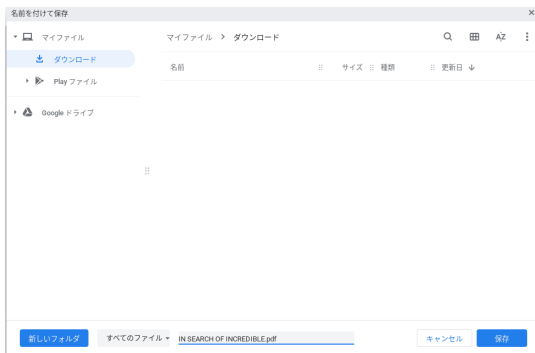 名前を付けて保存
マイファイル
マイファイル > ダウンロード
AZ
ダウンロード
名前 サイズ 種類 更新日
Play ファイル
Google ドライブ
新しいフォルダ すべてのファイル IN SEARCH OF INCREDIBLE.pdf キャンセル 保存